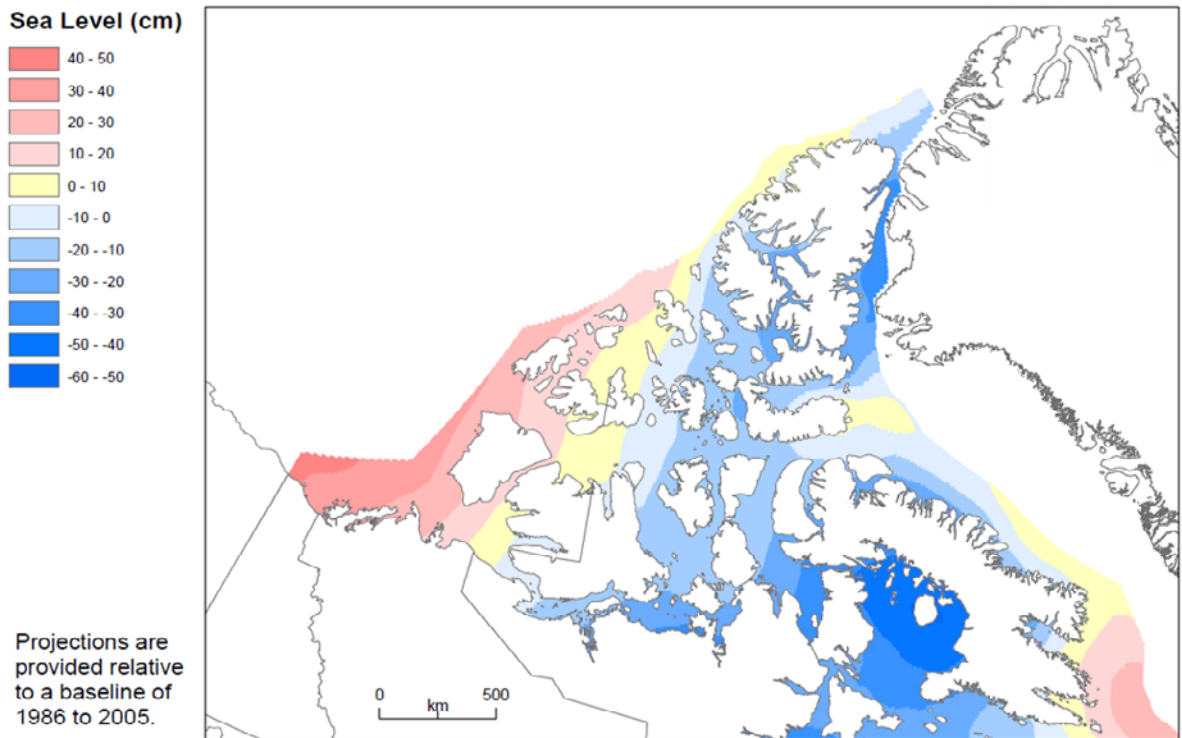 Sea Level (cm)
40 - 50
30 - 40
20 - 30
10 - 20
0 - 10
-10 - 0
-20 - -10
-30 - -20
-40 - -30
-50 - -40
-60 - -50
Projections are
provided relative
to a baseline of
1986 to 2005.
0 500
km